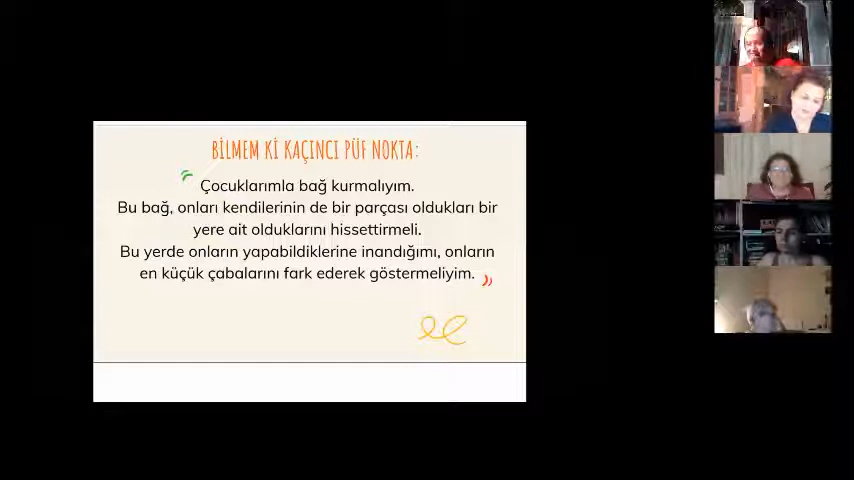 BİLMEM Kİ KAÇINCI PÜF NOKTA:
Çocuklarımla bağ kurmalıyım.
Bu bağ, onları kendilerinin de bir parçası oldukları bir
yere ait olduklarını hissettirmeli.
Bu yerde onların yapabildiklerine inandığımı, onların
en küçük çabalarını fark ederek göstermeliyim.